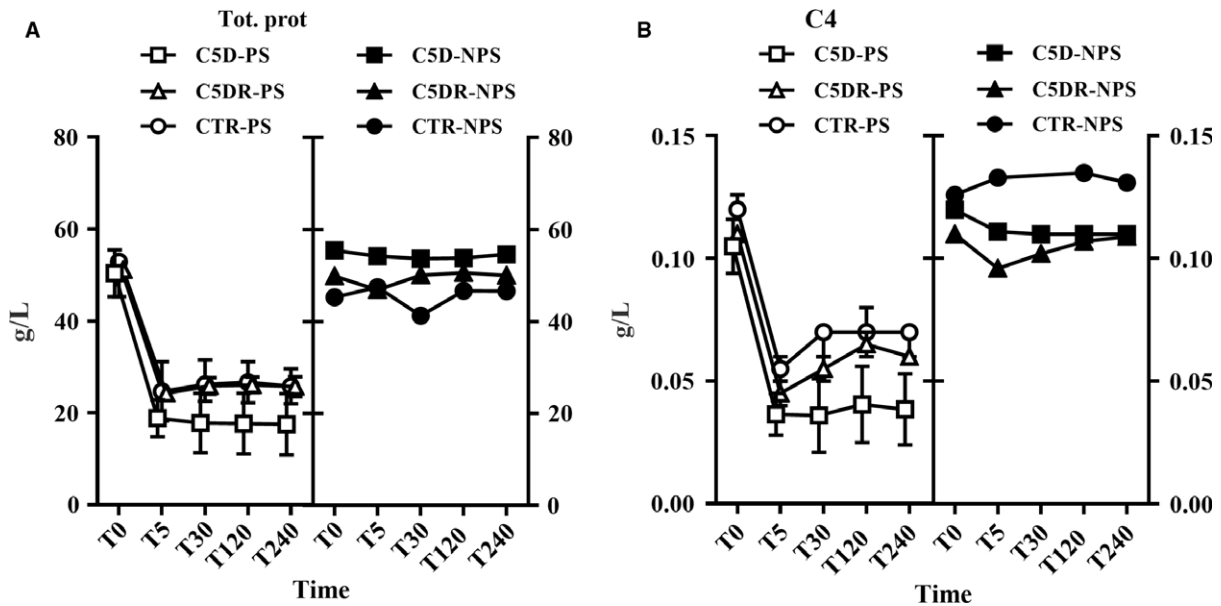 A
Tot. prot
C5D-PS
C5D-NPS
C5DR-PS
C5DR-NPS
CTR-PS
CTR-NPS
80
80
60
60
40
40
20
20
0
0
g/L
T0
T5
T30
T120
T240
T0
T5
T30
T120
T240
Time
B
C4
C5D-PS
C5D-NPS
C5DR-PS
C5DR-NPS
CTR-PS
CTR-NPS
0.15
0.15
0.10
0.10
0.05
0.05
0.00
0.00
g/L
T0
T5
T30
T120
T240
T0
T5
T30
T120
T240
Time